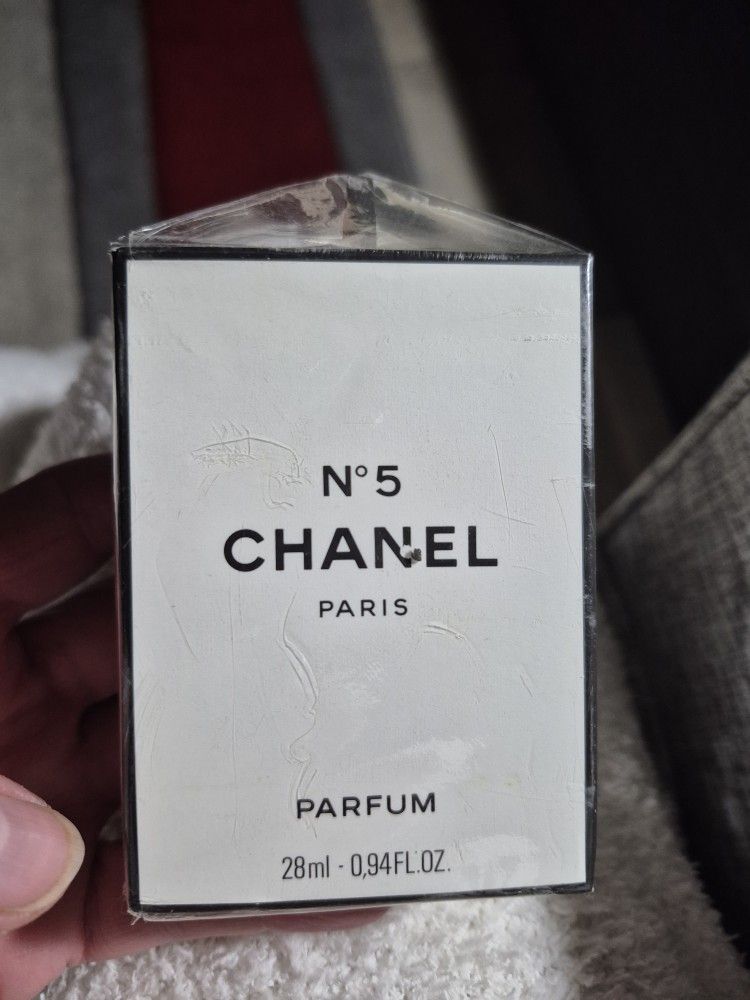 N°5
CHANEL
PARIS
PARFUM
28ml - 0,94FL.OZ.